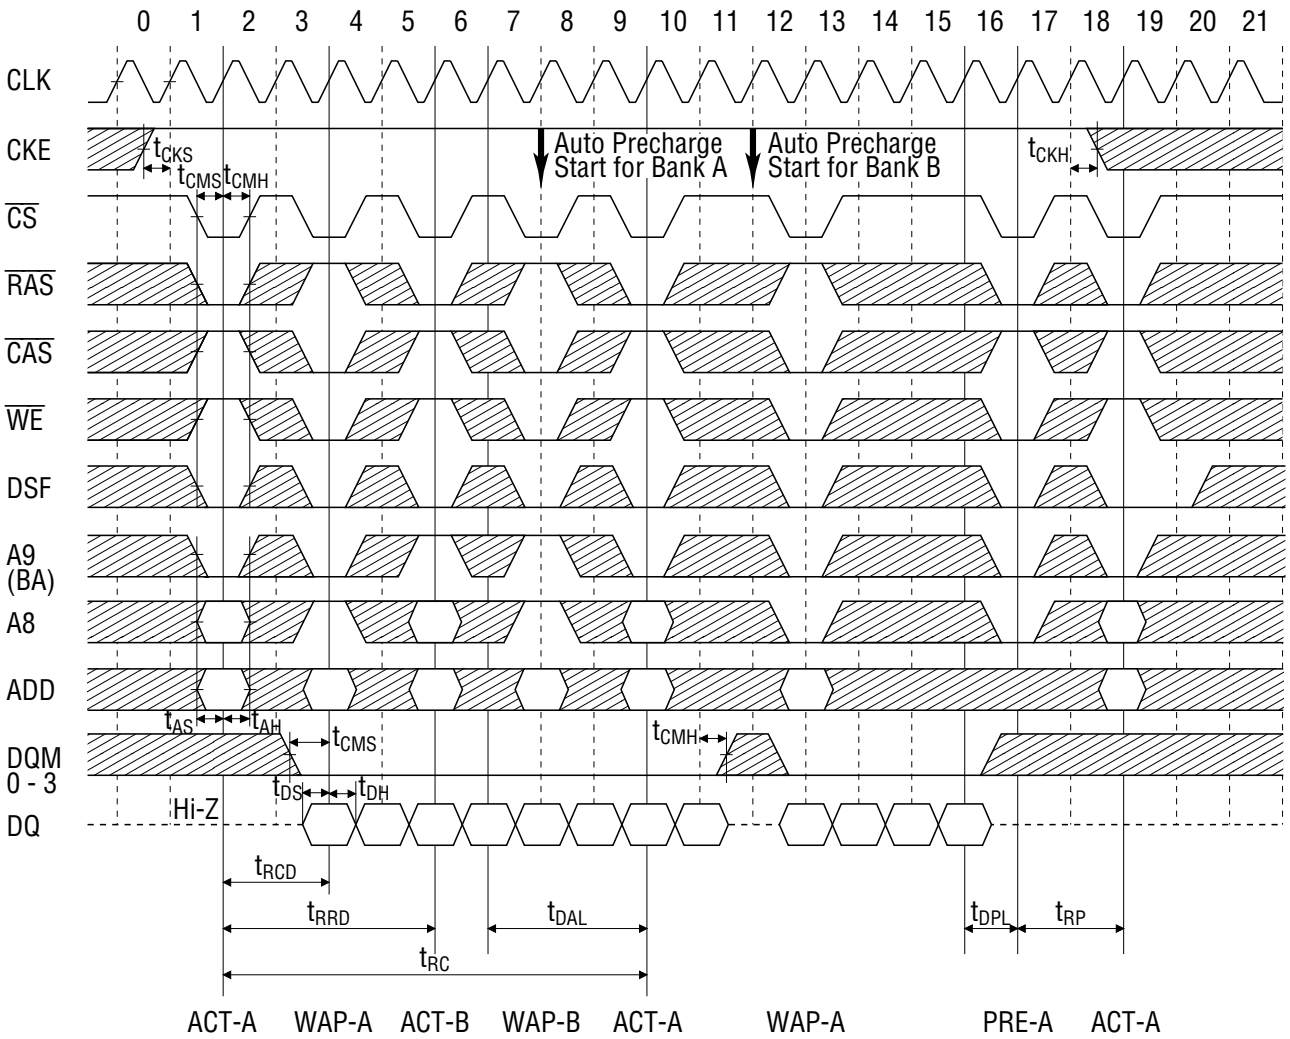 0 1 2 3 4 5 6 7 8 9 10 11 12 13 14 15 16 17 18 19 20 21
CLK
CKE
tCKS
Auto Precharge
Start for Bank A
Auto Precharge
Start for Bank B
tCKH
tCMS tCMH
CS
RAS
CAS
WE
DSF
A9
(BA)
A8
ADD
tAS tAH
DQM
0 - 3
tCMS
tCMH
tDS tDH
DQ
Hi-Z
tRCD
tRRD
tDAL
tDPL
tRP
tRC
ACT-A WAP-A ACT-B WAP-B ACT-A WAP-A PRE-A ACT-A